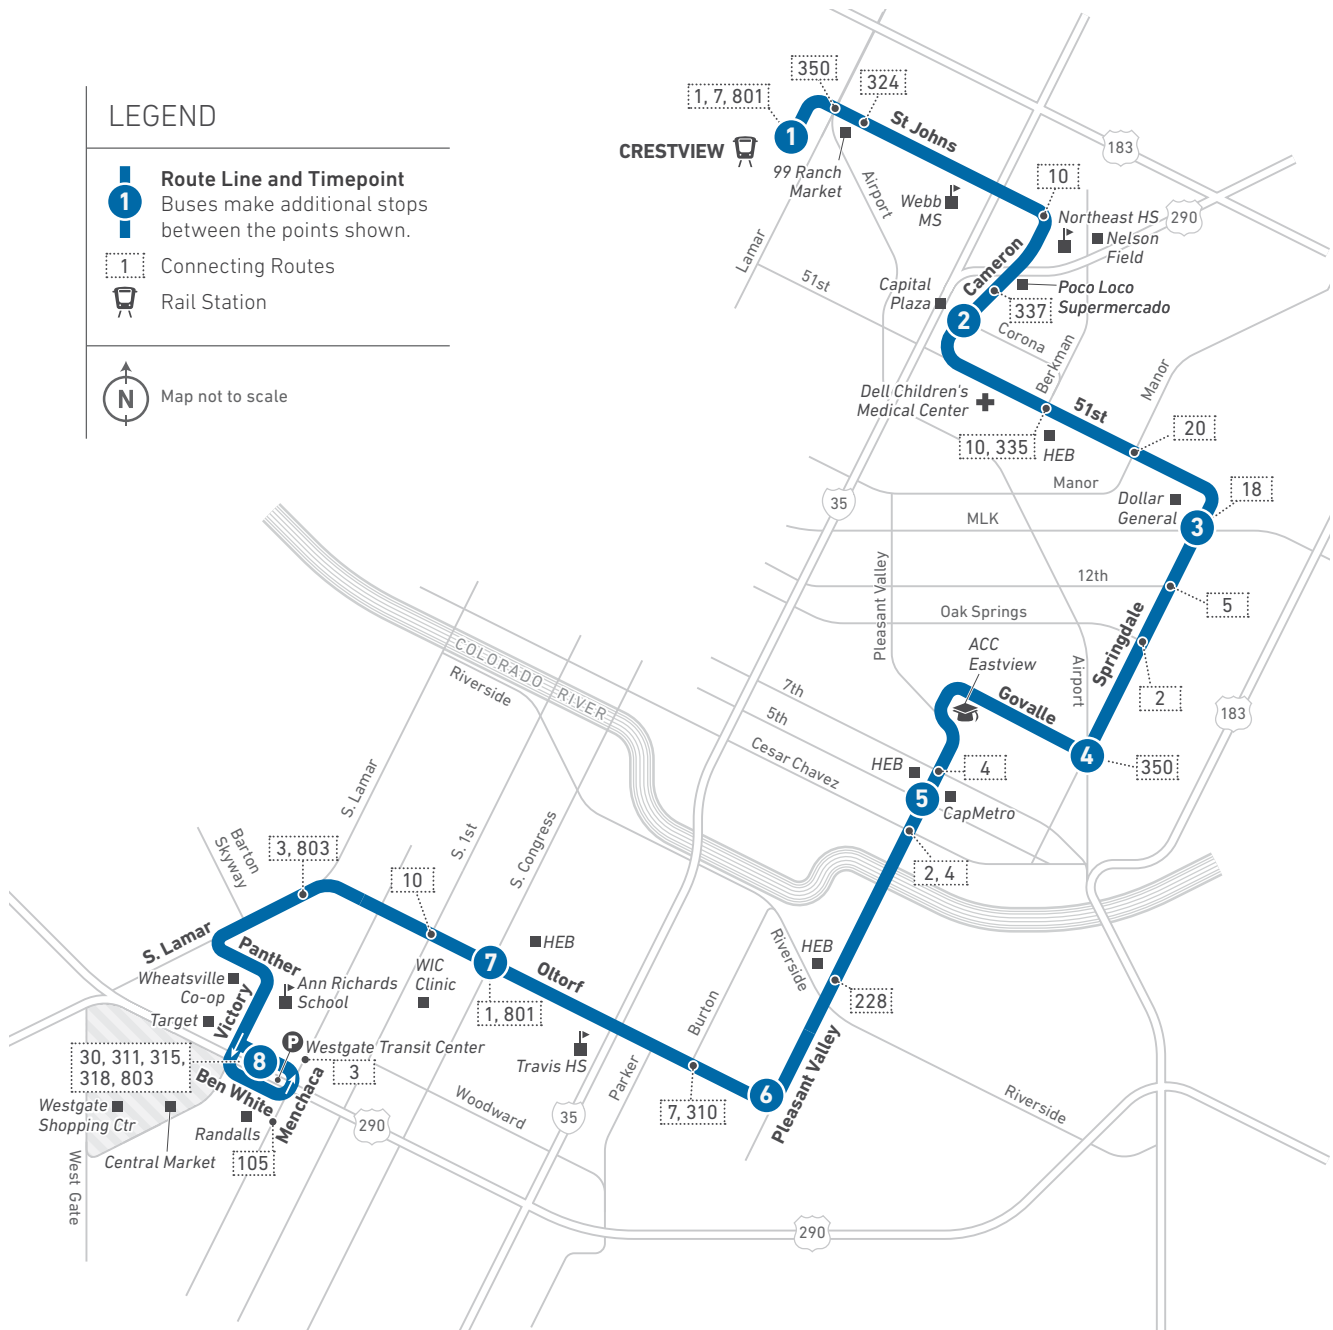 LEGEND
1
Route Line and Timepoint
Buses make additional stops
between the points shown.
1
Connecting Routes
Rail Station
N
Map not to scale
350
324
1, 7, 801
1
St Johns
CRESTVIEW
183
99 Ranch
Market
Airport
Webb
MS
10
Northeast HS
290
Nelson
Field
Lamar
Cameron
51st
Capital
Plaza
Poco Loco
Supermercado
337
2
Corona
Berkman
Manor
Dell Children's
Medical Center
51st
20
10, 335
HEB
Manor
18
Dollar
General
35
MLK
3
Pleasant Valley
12th
5
Oak Springs
Springdale
ACC
Eastview
Airport
2
COLORADO RIVER
Riverside
7th
Govalle
5th
183
Cesar Chavez
4
350
HEB
4
5
CapMetro
S. Lamar
S. 1st
S. Congress
Barton
Skyway
3, 803
10
2, 4
S. Lamar
Panther
HEB
7
Oltorf
Riverside
HEB
Wheatsville
Co-op
Ann Richards
School
WIC
Clinic
228
Target
Victory
1, 801
Burton
P
Westgate Transit Center
8
30, 311, 315,
318, 803
3
Travis HS
Parker
Pleasant Valley
Ben White
Menchaca
Woodward
6
Westgate
Shopping Ctr
Randalls
290
35
7, 310
Riverside
Central Market
105
West Gate
290